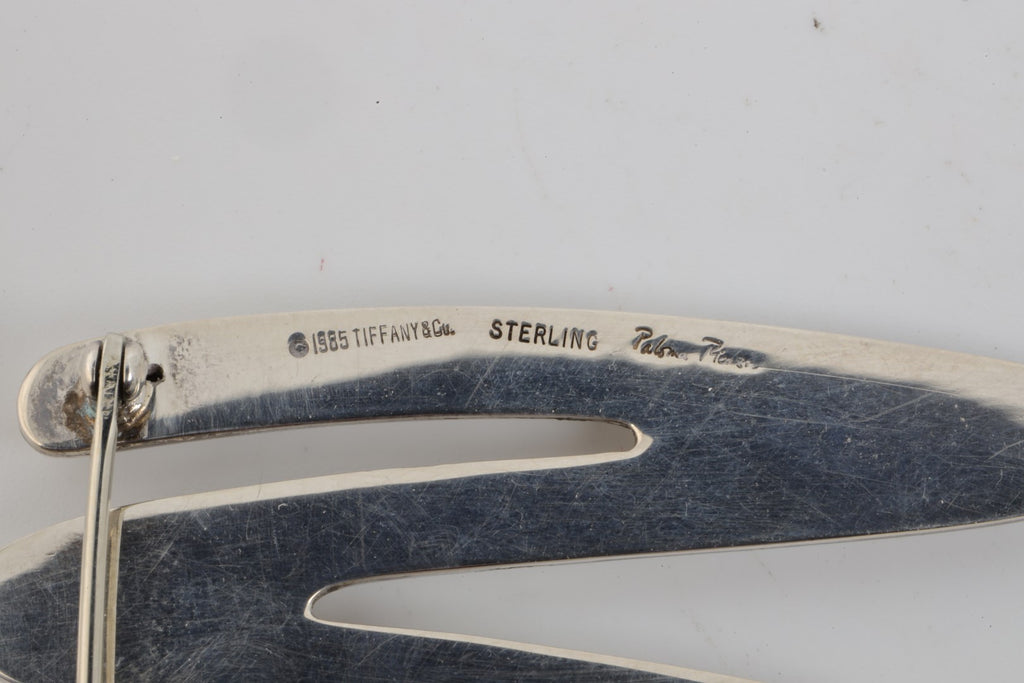 © 1985 TIFFANY & Co. STERLING Paloma Picasso